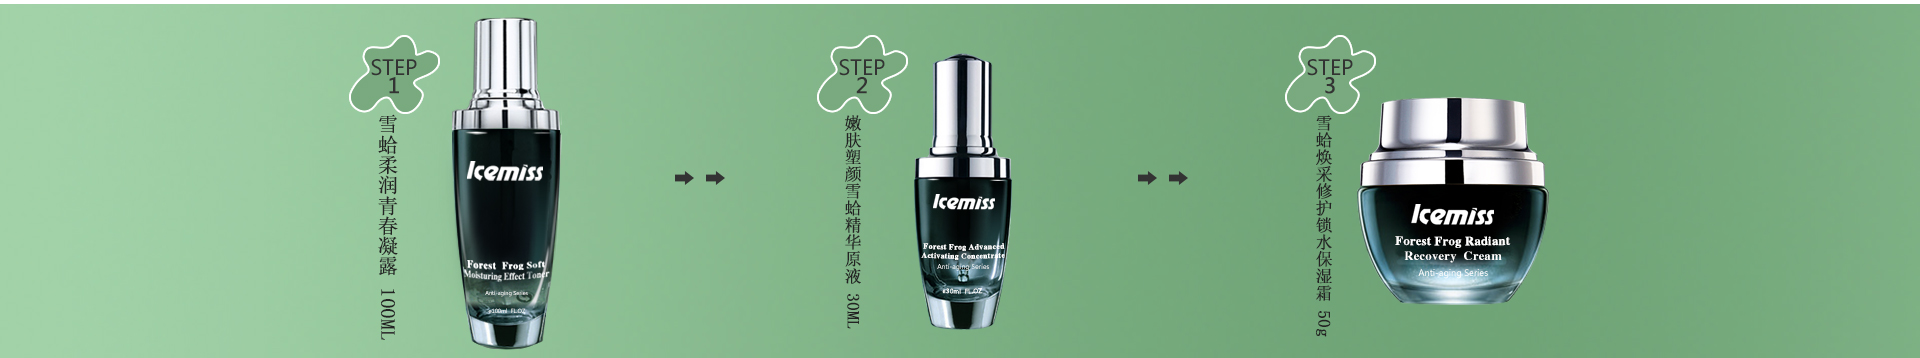 STEP
1
雪蛤柔润青春凝露 100ML
Icemiss
Forest Frog Soft
Moisturing Effect Toner
Anti-aging Series
STEP
2
嫩肤塑颜雪蛤精华原液 30ML
Icemiss
Forest Frog Advanced
Activating Concentrate
Anti-aging Series
e30ml FL.OZ
STEP
3
雪蛤焕采修护锁水保湿霜 50g
Icemiss
Forest Frog Radiant
Recovery Cream
Anti-aging Series